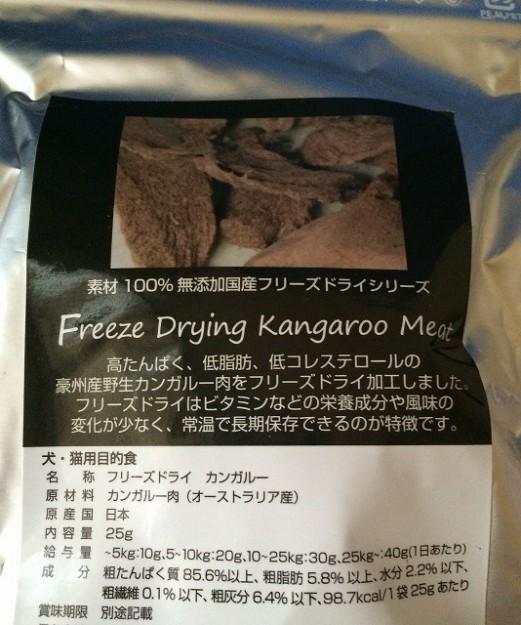 素材100%無添加国産フリーズドライシリーズ
Freeze Drying Kangaroo Meat
高たんぱく、低脂肪、低コレステロールの
豪州産野生カンガルー肉をフリーズドライ加工しました。
フリーズドライはビタミンなどの栄養成分や風味の
変化が少なく、常温で長期保存できるのが特徴です。
犬・猫用目的食
名　称　フリーズドライ　カンガルー
原材料　カンガルー肉（オーストラリア産）
原産国　日本
内容量　25g
給与量　~5kg:10g、5~10kg:20g、10~25kg:30g、25kg~:40g（1日あたり）
成　分　粗たんぱく質85.6%以上、粗脂肪5.8%以上、水分2.2%以下、
粗繊維0.1%以下、粗灰分6.4%以下、98.7kcal/1袋25gあたり
賞味期限　別途記載